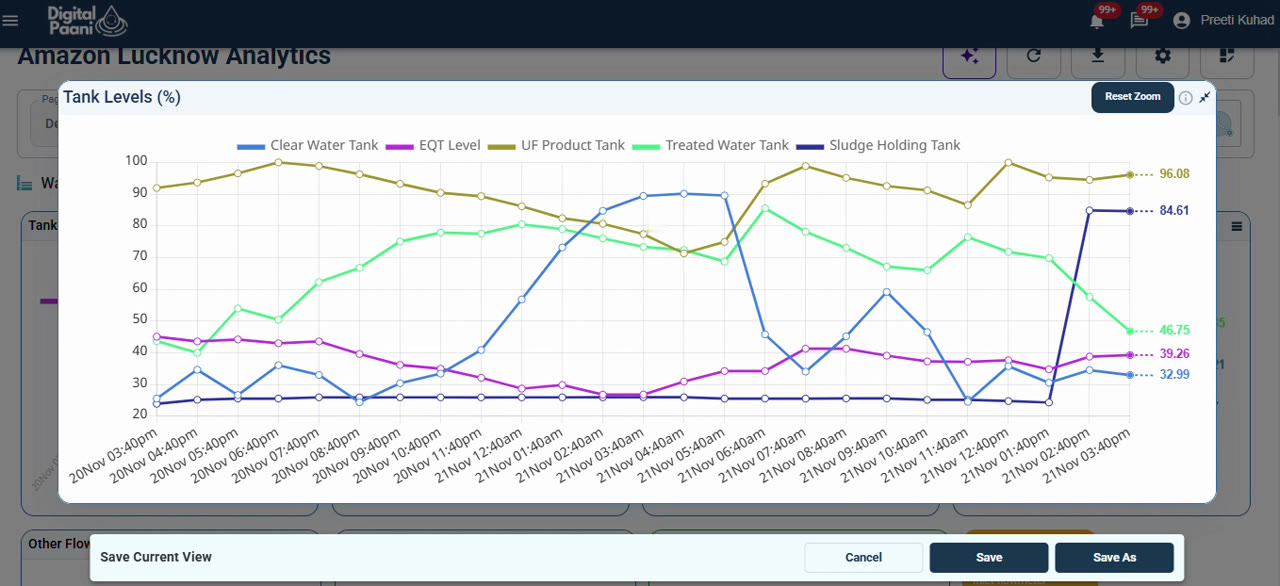 Digital
Paani
99+
99+
Preeti Kuhad
Amazon Lucknow Analytics
Tank Levels (%)
Reset Zoom
Clear Water Tank
EQT Level
UF Product Tank
Treated Water Tank
Sludge Holding Tank
100
90
80
70
60
50
40
30
20
96.08
84.61
46.75
39.26
32.99
20Nov 03:40pm
20Nov 04:40pm
20Nov 05:40pm
20Nov 06:40pm
20Nov 07:40pm
20Nov 08:40pm
20Nov 09:40pm
20Nov 10:40pm
20Nov 11:40pm
21Nov 12:40am
21Nov 01:40am
21Nov 02:40am
21Nov 03:40am
21Nov 04:40am
21Nov 05:40am
21Nov 06:40am
21Nov 07:40am
21Nov 08:40am
21Nov 09:40am
21Nov 10:40am
21Nov 11:40am
21Nov 12:40pm
21Nov 01:40pm
21Nov 02:40pm
21Nov 03:40pm
Tank
Other Flow
Save Current View
Cancel
Save
Save As